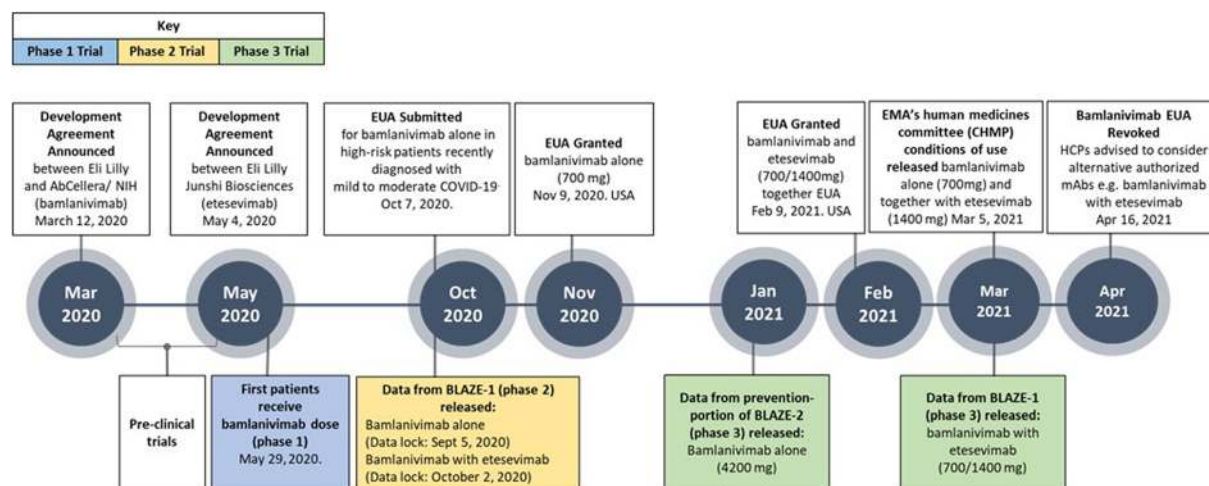 Key
Phase 1 Trial
Phase 2 Trial
Phase 3 Trial
Development
Agreement
Announced
between Eli Lilly
and AbCellera/ NIH
(bamlanivimab)
March 12, 2020
Development
Agreement
Announced
between Eli Lilly
Junshi Biosciences
(etesevimab)
May 4, 2020
EUA Submitted
for bamlanivimab alone in
high-risk patients recently
diagnosed with
mild to moderate COVID-19·
Oct 7, 2020.
EUA Granted
bamlanivimab alone
(700 mg)
Nov 9, 2020. USA
EUA Granted
bamlanivimab and
etesevimab
(700/1400mg)
together EUA
Feb 9, 2021. USA
EMA's human medicines
committee (CHMP)
conditions of use
released bamlanivimab
alone (700mg) and
together with etesevimab
(1400 mg) Mar 5, 2021
Bamlanivimab EUA
Revoked
HCPs advised to consider
alternative authorized
mAbs e.g. bamlanivimab
with etesevimab
Apr 16, 2021
Mar
2020
May
2020
Oct
2020
Nov
2020
Jan
2021
Feb
2021
Mar
2021
Apr
2021
Pre-clinical
trials
First patients
receive
bamlanivimab dose
(phase 1)
May 29, 2020.
Data from BLAZE-1 (phase 2)
released:
Bamlanivimab alone
(Data lock: Sept 5, 2020)
Bamlanivimab with etesevimab
(Data lock: October 2, 2020)
Data from prevention-
portion of BLAZE-2
(phase 3) released:
Bamlanivimab alone
(4200 mg)
Data from BLAZE-1
(phase 3) released:
bamlanivimab with
etesevimab
(700/1400 mg)